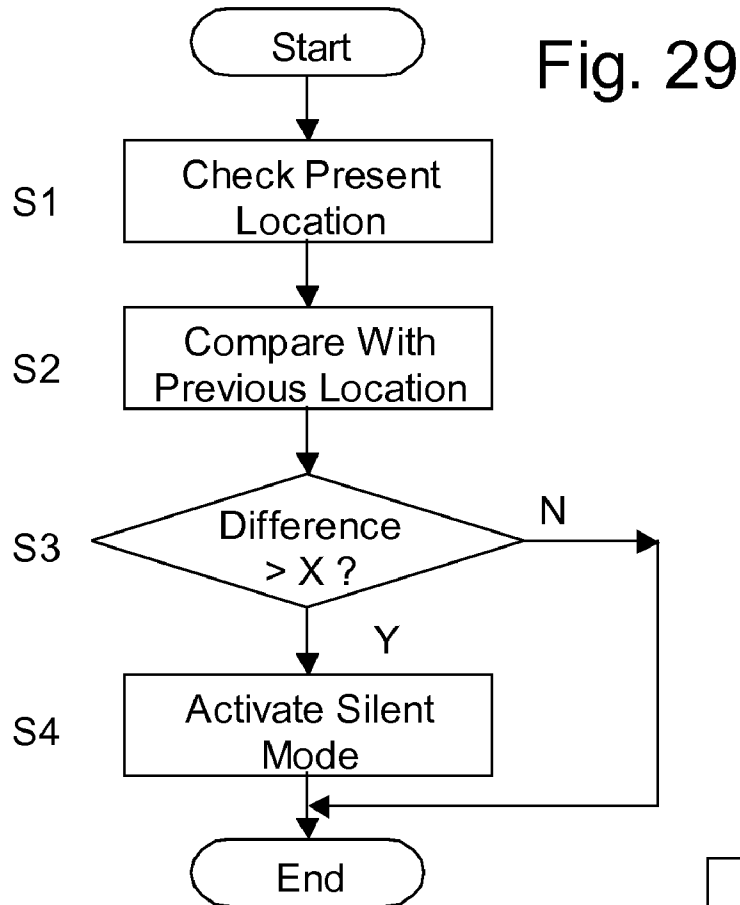 Start
Fig. 29
S1
Check Present
Location
S2
Compare With
Previous Location
S3
Difference
> X ?
N
Y
S4
Activate Silent
Mode
End